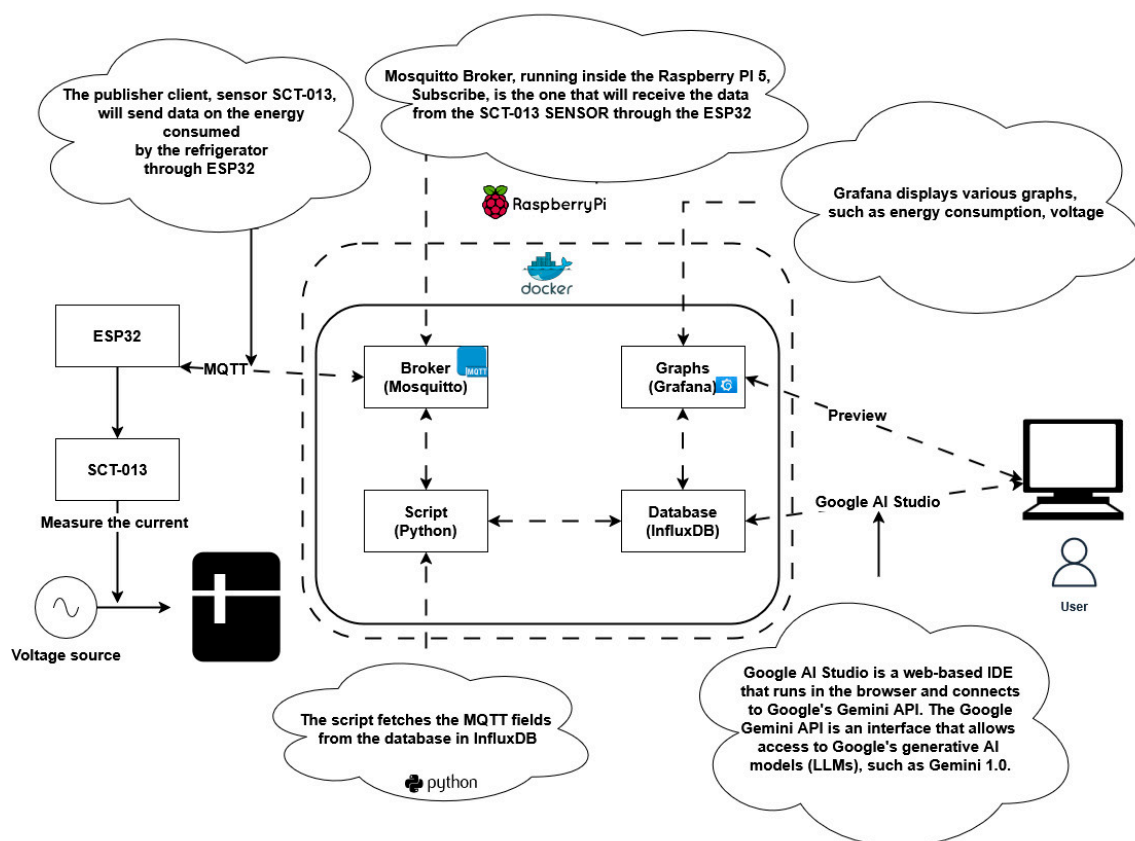 The publisher client, sensor SCT-013,
will send data on the energy
consumed
by the refrigerator
through ESP32
Mosquitto Broker, running inside the Raspberry PI 5,
Subscribe, is the one that will receive the data
from the SCT-013 SENSOR through the ESP32
Grafana displays various graphs,
such as energy consumption, voltage
RaspberryPi
docker
ESP32
MQTT
Broker
(Mosquitto)
MQTT
Graphs
(Grafana)
Preview
SCT-013
Measure the current
Script
(Python)
Database
(InfluxDB)
Google AI Studio
User
Voltage source
The script fetches the MQTT fields
from the database in InfluxDB
python
Google AI Studio is a web-based IDE
that runs in the browser and connects
to Google's Gemini API. The Google
Gemini API is an interface that allows
access to Google's generative AI
models (LLMs), such as Gemini 1.0.